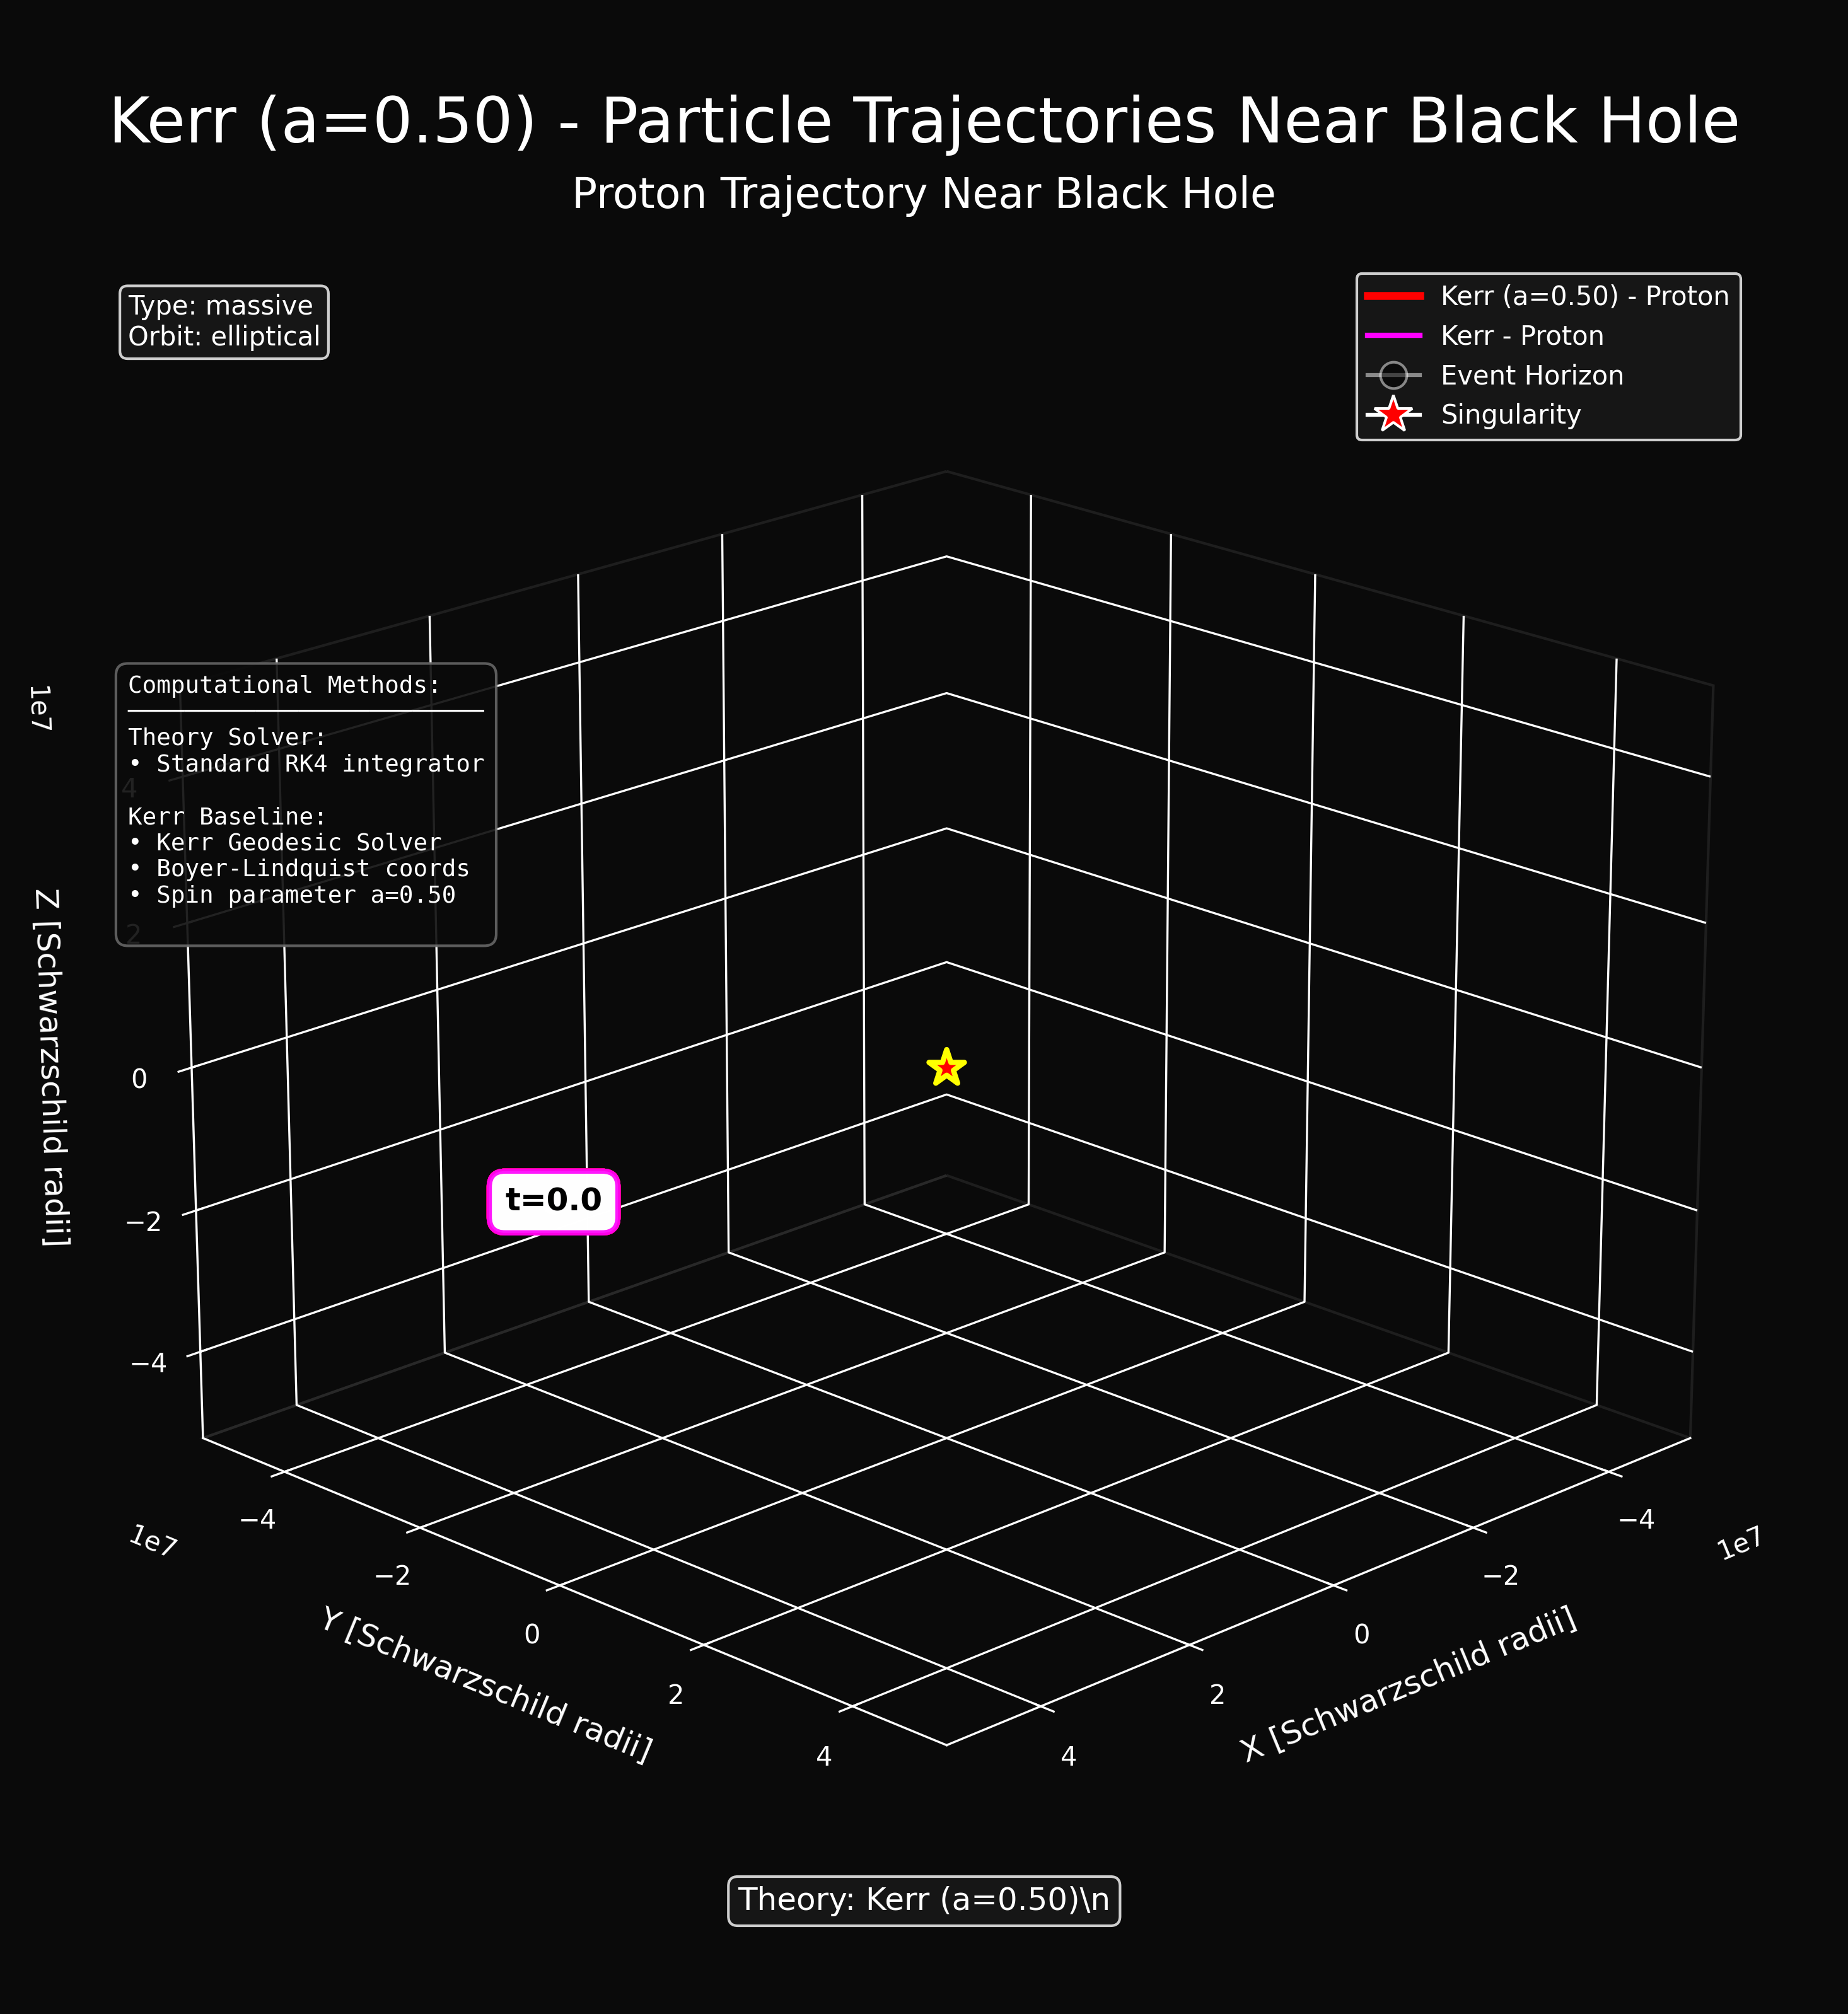 Kerr (a=0.50) - Particle Trajectories Near Black Hole
Proton Trajectory Near Black Hole
Type: massive
Orbit: elliptical
Kerr (a=0.50) - Proton
Kerr - Proton
Event Horizon
Singularity
Computational Methods:
Theory Solver:
• Standard RK4 integrator
Kerr Baseline:
• Kerr Geodesic Solver
• Boyer-Lindquist coords
• Spin parameter a=0.50
1e7
4
2
0
−2
−4
Z [Schwarzschild radii]
t=0.0
1e7
−4
−2
0
2
4
Y [Schwarzschild radii]
1e7
−4
−2
0
2
4
X [Schwarzschild radii]
Theory: Kerr (a=0.50)\n